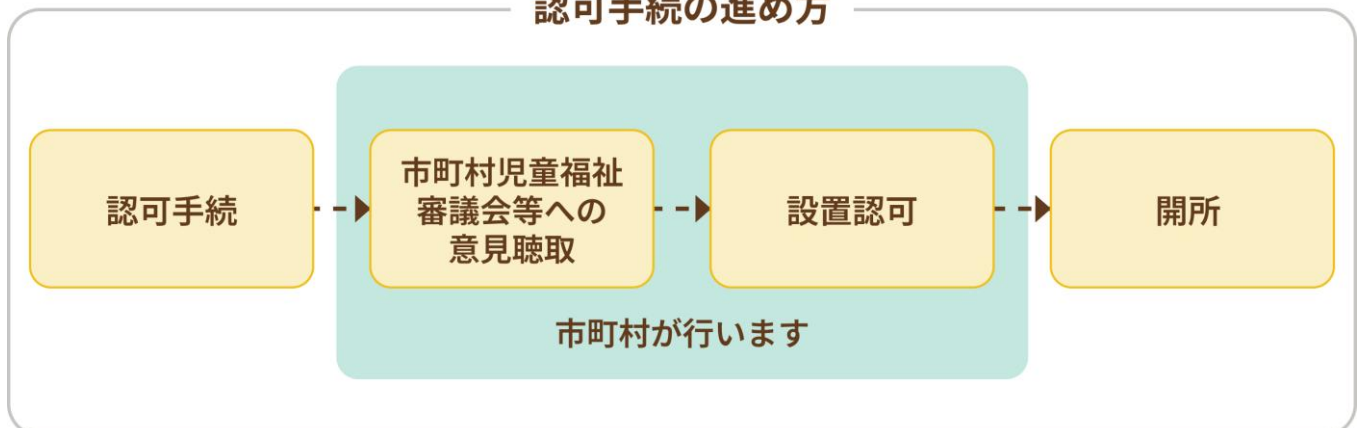 認可手続の進め方
認可手続
市町村児童福祉
審議会等への
意見聴取
設置認可
開所
市町村が行います